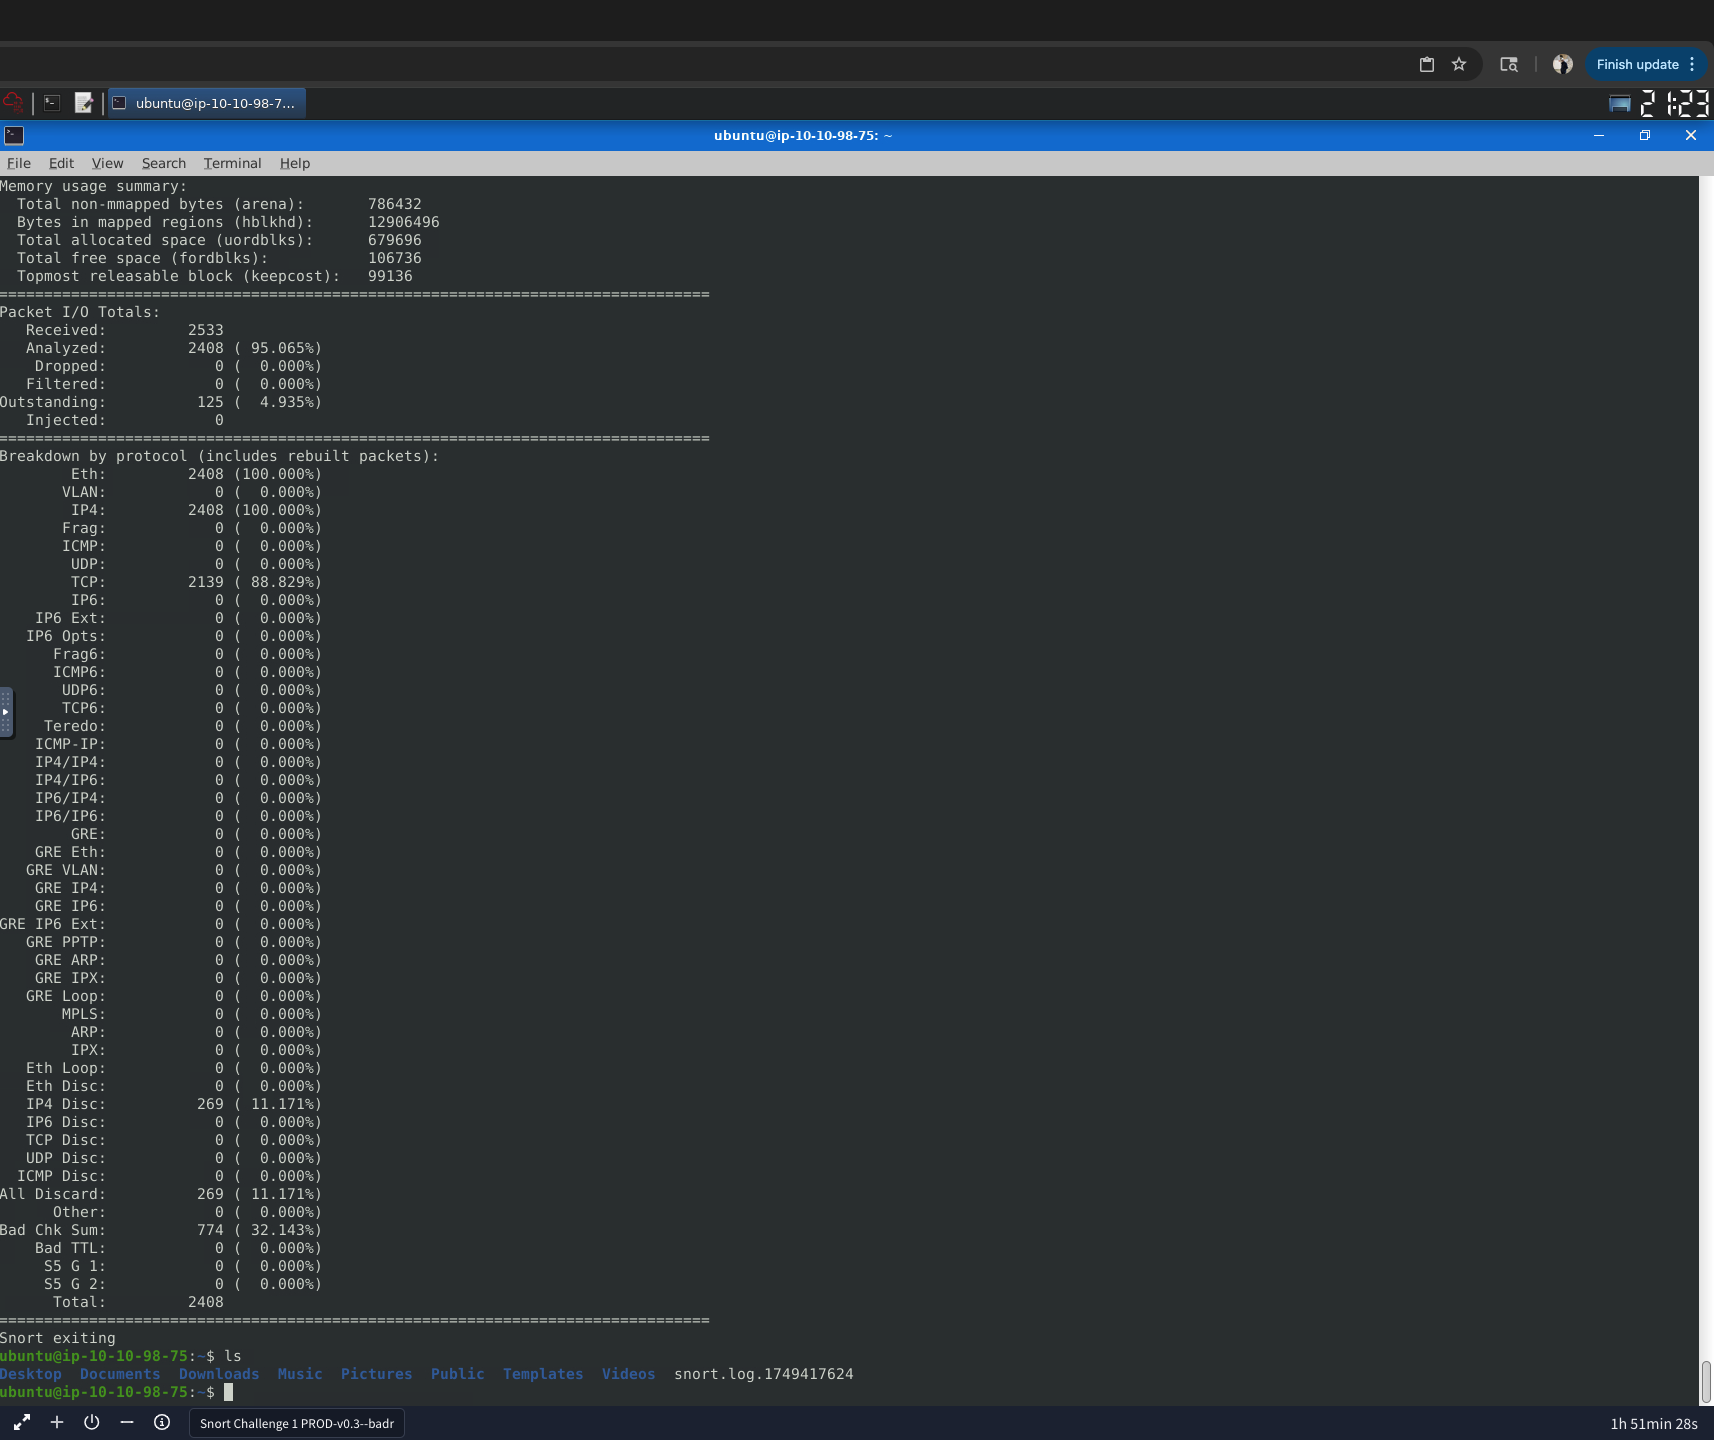 Finish update
ubuntu@ip-10-10-98-7...
21:23
ubuntu@ip-10-10-98-75: ~
File Edit View Search Terminal Help
Memory usage summary:
  Total non-mmapped bytes (arena):       786432
  Bytes in mapped regions (hblkhd):      12906496
  Total allocated space (uordblks):      679696
  Total free space (fordblks):           106736
  Topmost releasable block (keepcost):   99136
===============================================================================
Packet I/O Totals:
   Received:         2533
   Analyzed:         2408 ( 95.065%)
    Dropped:            0 (  0.000%)
   Filtered:            0 (  0.000%)
Outstanding:          125 (  4.935%)
   Injected:            0
===============================================================================
Breakdown by protocol (includes rebuilt packets):
        Eth:         2408 (100.000%)
       VLAN:            0 (  0.000%)
        IP4:         2408 (100.000%)
       Frag:            0 (  0.000%)
       ICMP:            0 (  0.000%)
        UDP:            0 (  0.000%)
        TCP:         2139 ( 88.829%)
        IP6:            0 (  0.000%)
    IP6 Ext:            0 (  0.000%)
   IP6 Opts:            0 (  0.000%)
      Frag6:            0 (  0.000%)
      ICMP6:            0 (  0.000%)
       UDP6:            0 (  0.000%)
       TCP6:            0 (  0.000%)
     Teredo:            0 (  0.000%)
    ICMP-IP:            0 (  0.000%)
    IP4/IP4:            0 (  0.000%)
    IP4/IP6:            0 (  0.000%)
    IP6/IP4:            0 (  0.000%)
    IP6/IP6:            0 (  0.000%)
        GRE:            0 (  0.000%)
    GRE Eth:            0 (  0.000%)
   GRE VLAN:            0 (  0.000%)
    GRE IP4:            0 (  0.000%)
    GRE IP6:            0 (  0.000%)
GRE IP6 Ext:            0 (  0.000%)
   GRE PPTP:            0 (  0.000%)
    GRE ARP:            0 (  0.000%)
    GRE IPX:            0 (  0.000%)
   GRE Loop:            0 (  0.000%)
       MPLS:            0 (  0.000%)
        ARP:            0 (  0.000%)
        IPX:            0 (  0.000%)
   Eth Loop:            0 (  0.000%)
   Eth Disc:            0 (  0.000%)
   IP4 Disc:          269 ( 11.171%)
   IP6 Disc:            0 (  0.000%)
   TCP Disc:            0 (  0.000%)
   UDP Disc:            0 (  0.000%)
  ICMP Disc:            0 (  0.000%)
All Discard:          269 ( 11.171%)
      Other:            0 (  0.000%)
Bad Chk Sum:          774 ( 32.143%)
    Bad TTL:            0 (  0.000%)
     S5 G 1:            0 (  0.000%)
     S5 G 2:            0 (  0.000%)
      Total:         2408
===============================================================================
Snort exiting
ubuntu@ip-10-10-98-75:~$ ls
Desktop  Documents  Downloads  Music  Pictures  Public  Templates  Videos  snort.log.1749417624
ubuntu@ip-10-10-98-75:~$
Snort Challenge 1 PROD-v0.3--badr
1h 51min 28s